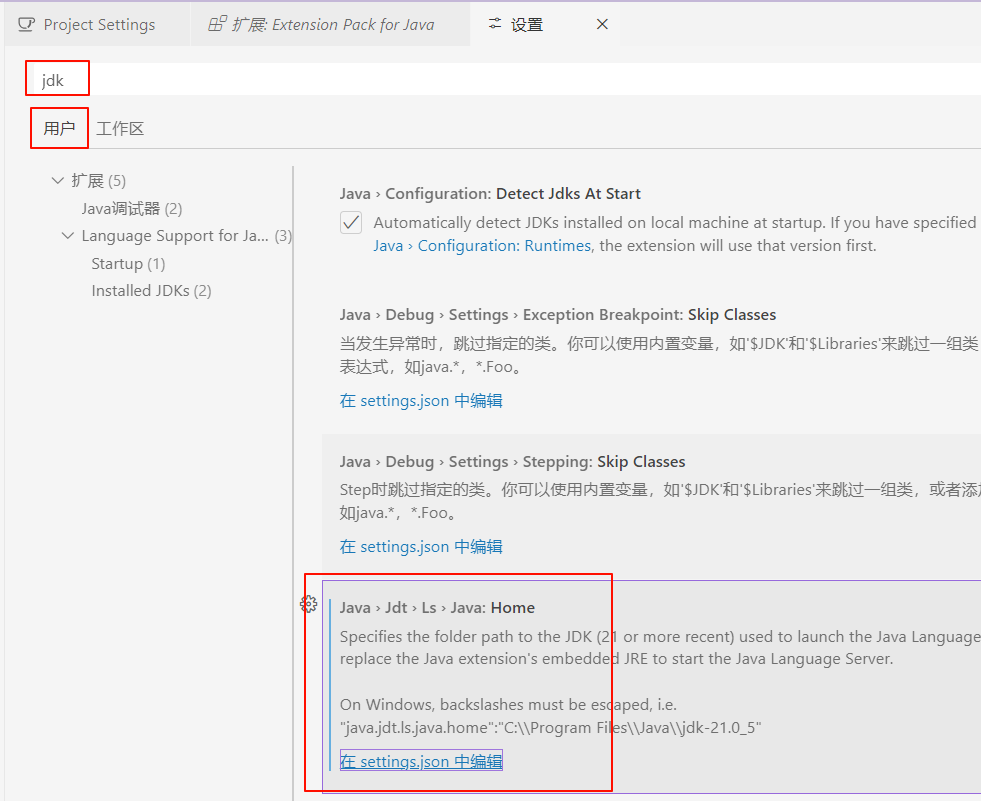 Project Settings
扩展: Extension Pack for Java
设置
jdk
用户
工作区
扩展 (5)
Java调试器 (2)
Language Support for Ja... (3)
Startup (1)
Installed JDKs (2)
Java › Configuration: Detect Jdks At Start
Automatically detect JDKs installed on local machine at startup. If you have specified
Java › Configuration: Runtimes, the extension will use that version first.
Java › Debug › Settings › Exception Breakpoint: Skip Classes
当发生异常时，跳过指定的类。你可以使用内置变量，如'$JDK'和'$Libraries'来跳过一组类
表达式，如java.*，*.Foo。
在 settings.json 中编辑
Java › Debug › Settings › Stepping: Skip Classes
Step时跳过指定的类。你可以使用内置变量，如'$JDK'和'$Libraries'来跳过一组类，或者添加
如java.*，*.Foo。
在 settings.json 中编辑
Java › Jdt › Ls › Java: Home
Specifies the folder path to the JDK (21 or more recent) used to launch the Java Language
replace the Java extension's embedded JRE to start the Java Language Server.
On Windows, backslashes must be escaped, i.e.
"java.jdt.ls.java.home":"C:\\Program Files\\Java\\jdk-21.0_5"
在 settings.json 中编辑